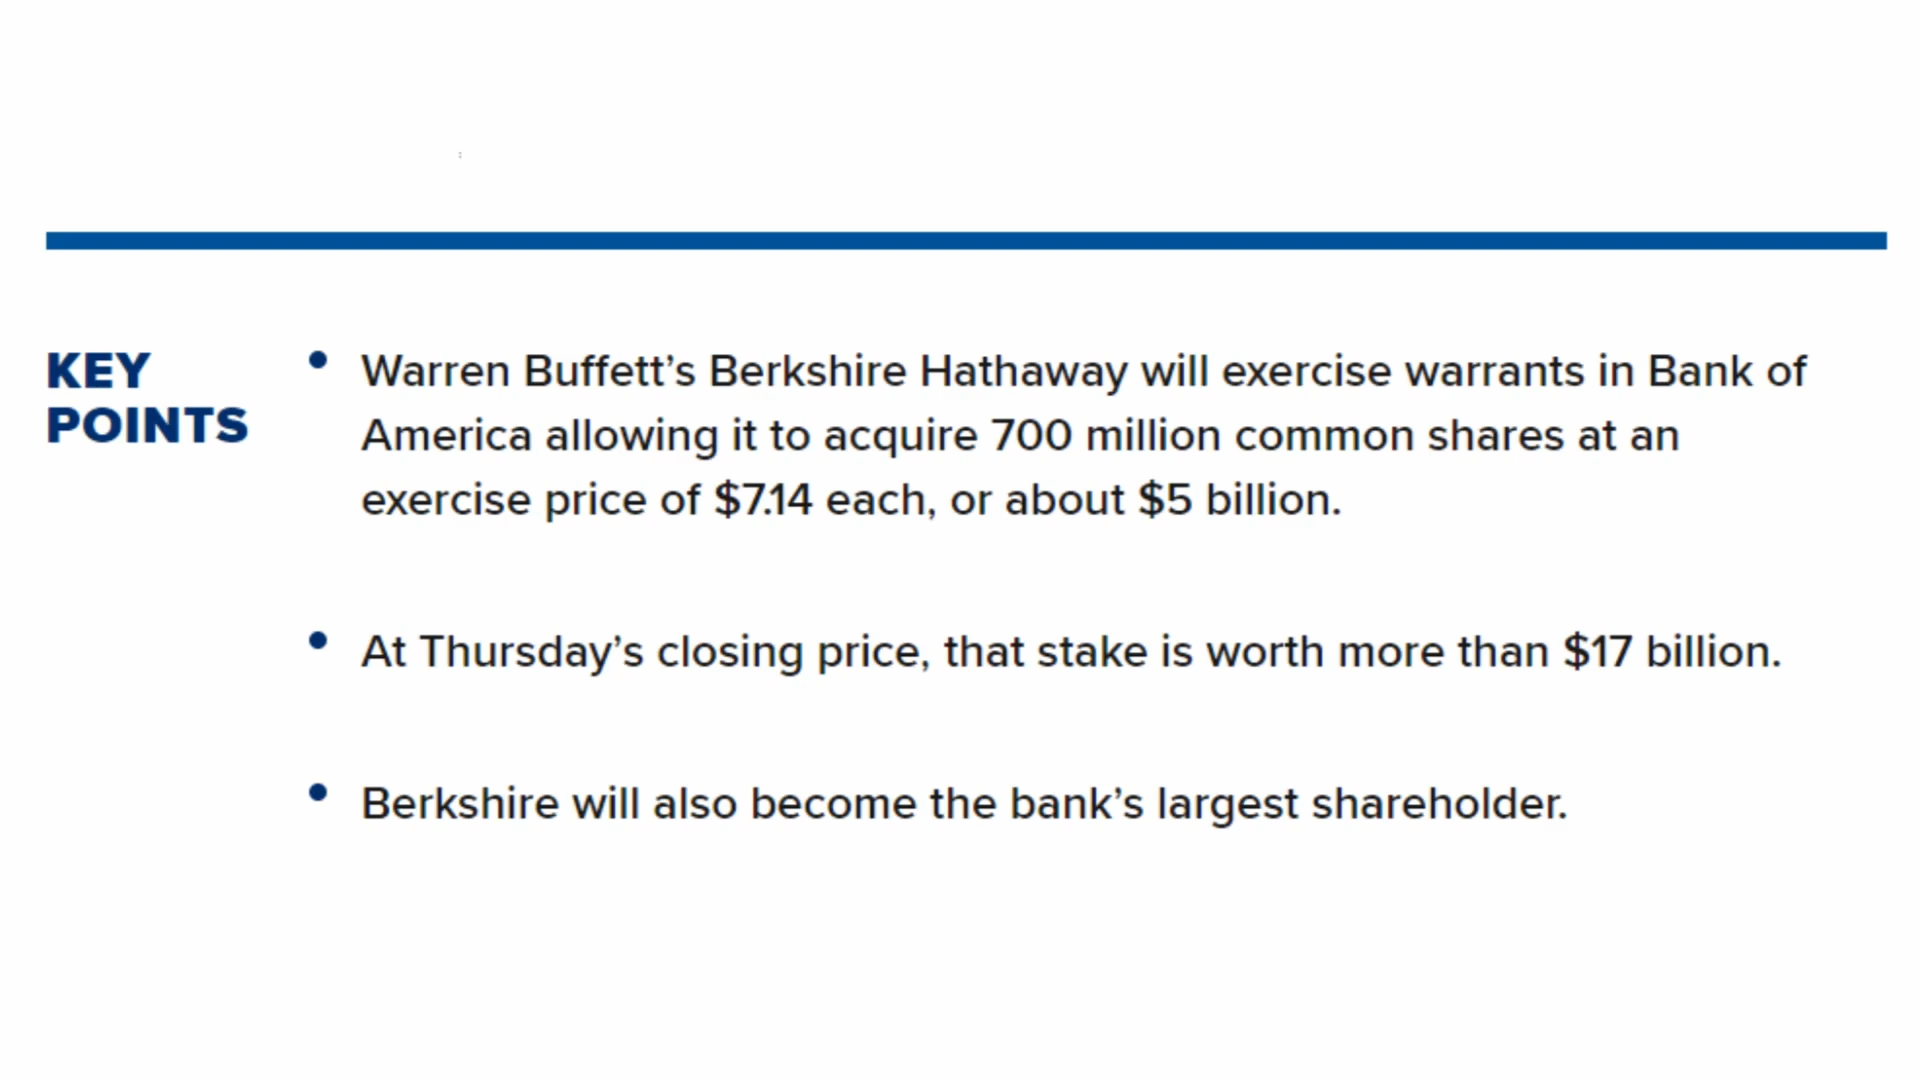 KEY
POINTS
• Warren Buffett’s Berkshire Hathaway will exercise warrants in Bank of
America allowing it to acquire 700 million common shares at an
exercise price of $7.14 each, or about $5 billion.
• At Thursday’s closing price, that stake is worth more than $17 billion.
• Berkshire will also become the bank’s largest shareholder.